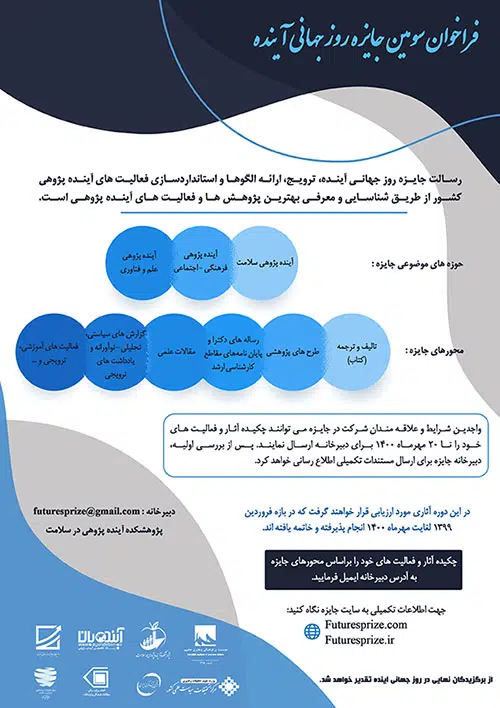 فراخوان سومین جایزه روز جهانی آینده
رسالت جایزه روز جهانی آینده، ترویج، ارائه الگوها و استانداردسازی فعالیت های آینده پژوهی
کشور از طریق شناسایی و معرفی بهترین پژوهش ها و فعالیت های آینده پژوهی است.
حوزه های موضوعی جایزه :
آینده پژوهی سلامت
آینده پژوهی
فرهنگی - اجتماعی
آینده پژوهی
علم و فناوری
محورهای جایزه :
تالیف و ترجمه
(کتاب)
طرح های پژوهشی
رساله های دکترا و
پایان نامه‌های مقاطع
کارشناسی ارشد
مقالات علمی
گزارش های سیاستی،
تحلیلی-نوآورانه و
یادداشت های
ترویجی
فعالیت های آموزشی،
ترویجی و ...
واجدین شرایط و علاقه مندان شرکت در جایزه می توانند چکیده آثار و فعالیت های
خود را تا ۲۰ مهرماه ۱۴۰۰ برای دبیرخانه ارسال نمایند. پس از بررسی اولیه،
دبیرخانه جایزه برای ارسال مستندات تکمیلی اطلاع رسانی خواهد کرد.
در این دوره آثاری مورد ارزیابی قرار خواهند گرفت که در بازه فروردین
۱۳۹۹ لغایت مهرماه ۱۴۰۰ انجام پذیرفته و خاتمه یافته اند.
دبیرخانه : futuresprize@gmail.com
پژوهشکده آینده پژوهی در سلامت
چکیده آثار و فعالیت های خود را براساس محورهای جایزه
به آدرس دبیرخانه ایمیل فرمایید.
جهت اطلاعات تکمیلی به سایت جایزه نگاه کنید:
Futuresprize.com
Futuresprize.ir
آینده‌بان
از برگزیدگان نهایی در روز جهانی آینده تقدیر خواهد شد.